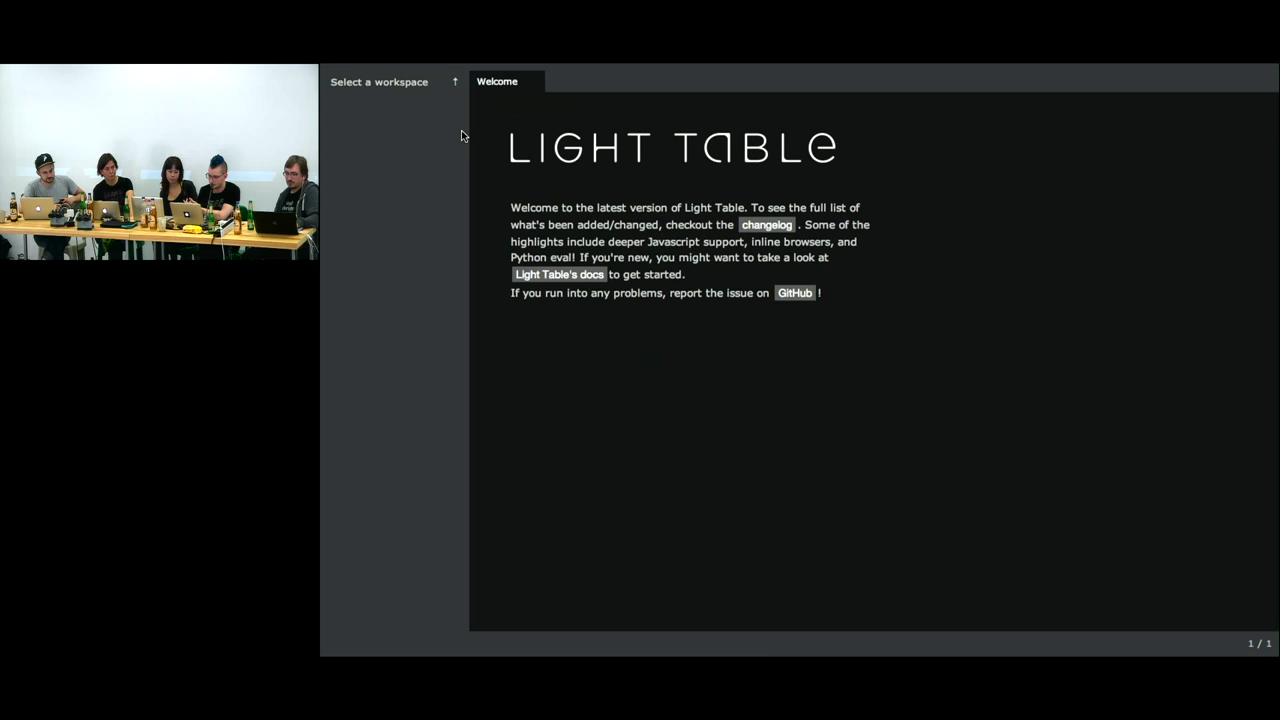 Select a workspace ↑
Welcome
LIGHT TABLE
Welcome to the latest version of Light Table. To see the full list of
what's been added/changed, checkout the changelog . Some of the
highlights include deeper Javascript support, inline browsers, and
Python eval! If you're new, you might want to take a look at
Light Table's docs to get started.
If you run into any problems, report the issue on GitHub !
1 / 1